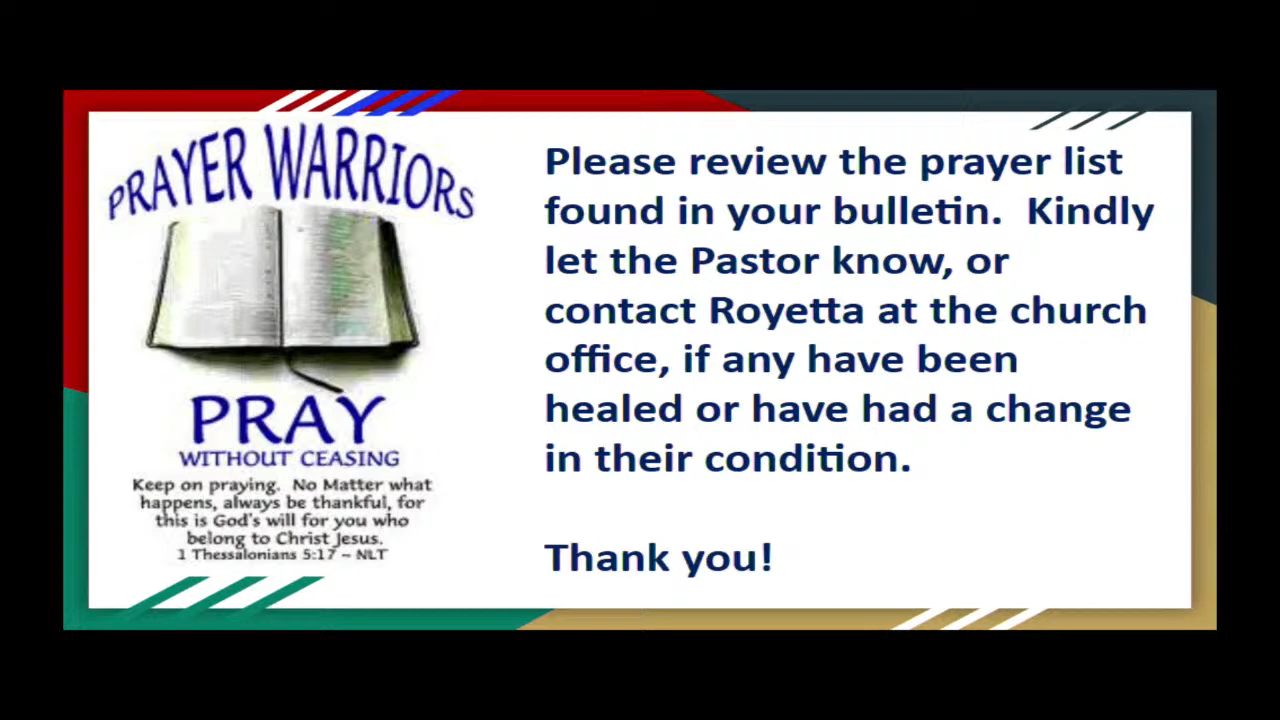 PRAYER WARRIORS
PRAY
WITHOUT CEASING
Keep on praying. No Matter what
happens, always be thankful, for
this is God's will for you who
belong to Christ Jesus.
1 Thessalonians 5:17 ~ NLT
Please review the prayer list
found in your bulletin. Kindly
let the Pastor know, or
contact Royetta at the church
office, if any have been
healed or have had a change
in their condition.
Thank you!